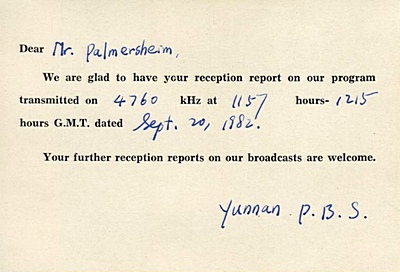 Dear Mr. Palmersheim,
We are glad to have your reception report on our program
transmitted on 4760 kHz at 1157 hours- 1215
hours G.M.T. dated Sept. 20, 1982.
Your further reception reports on our broadcasts are welcome.
Yunnan P.B.S.